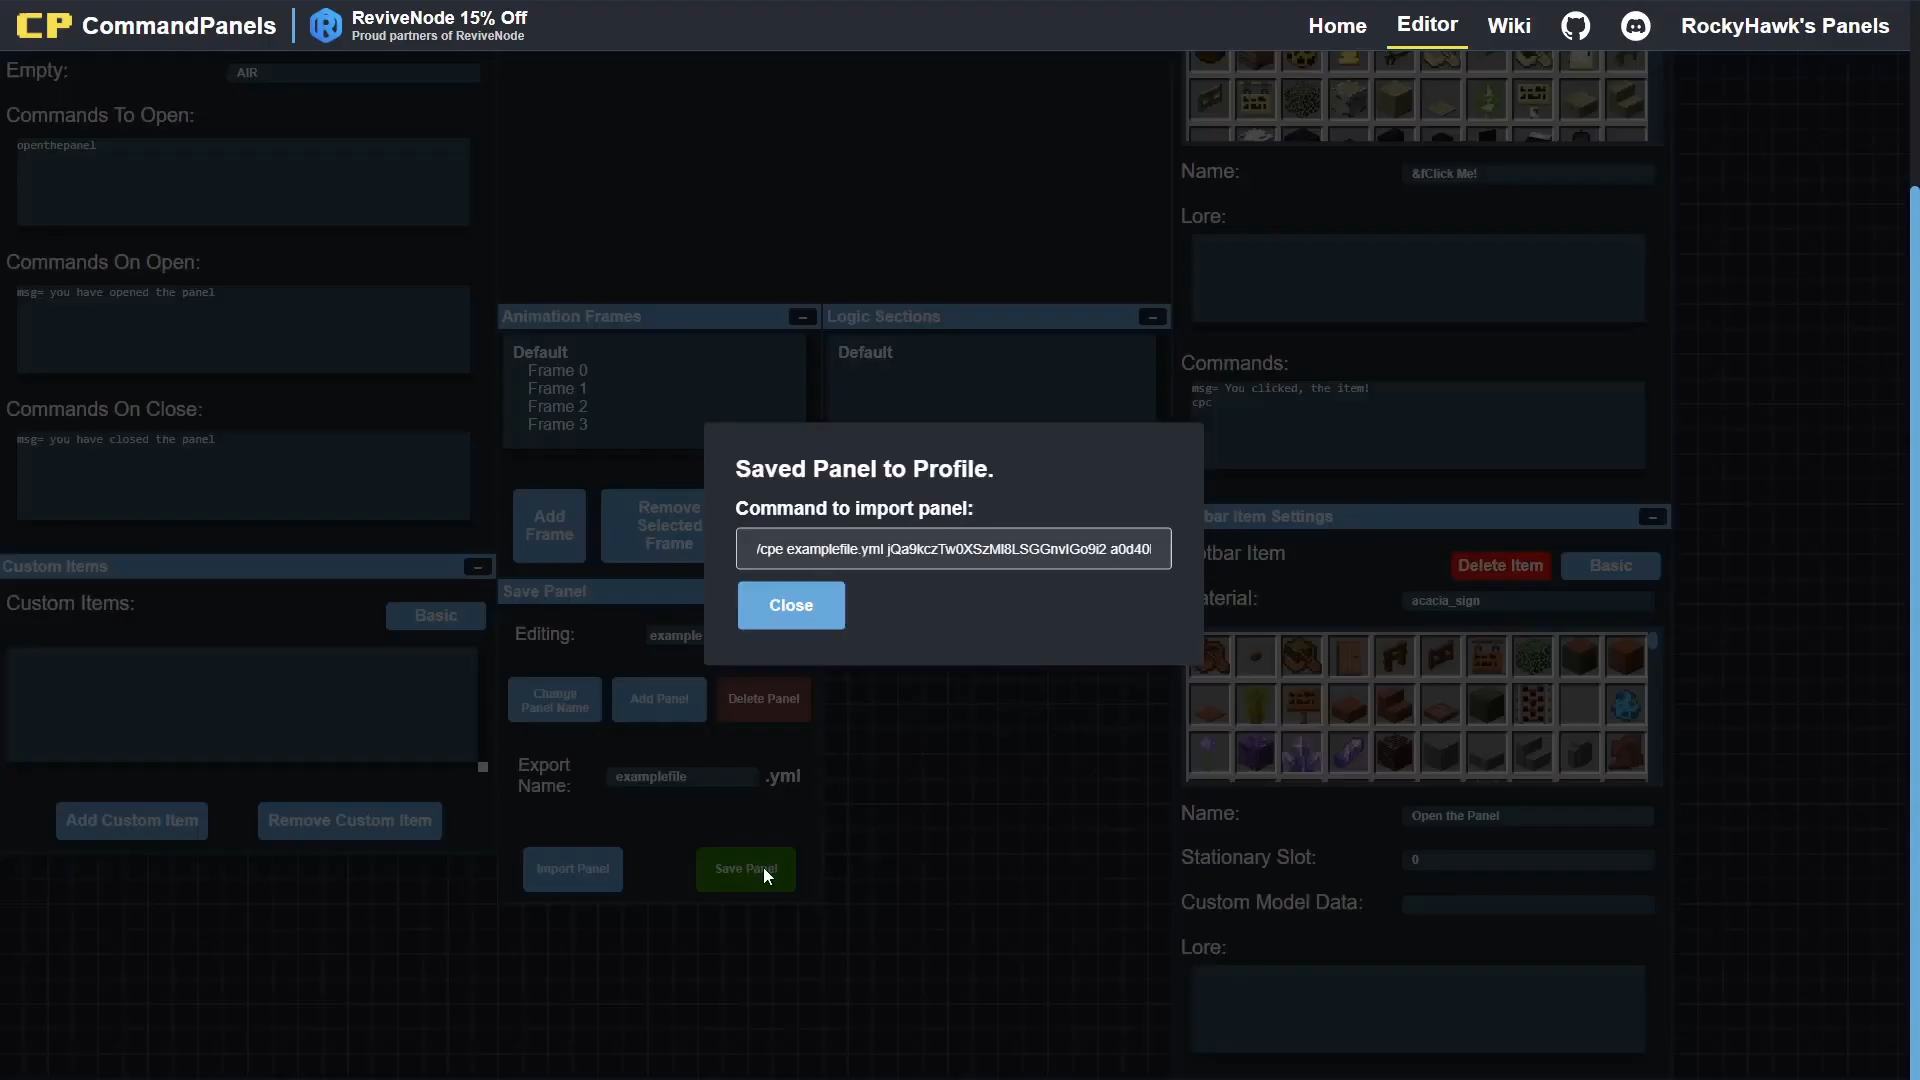 CP CommandPanels
ReviveNode 15% Off
Proud partners of ReviveNode
Home
Editor
Wiki
RockyHawk's Panels
Empty:
AIR
Commands To Open:
openthepanel
Commands On Open:
msg= you have opened the panel
Commands On Close:
msg= you have closed the panel
Custom Items
–
Custom Items:
Basic
Add Custom Item
Remove Custom Item
Animation Frames
–
Default
Frame 0
Frame 1
Frame 2
Frame 3
Add
Frame
Remove
Selected
Frame
Logic Sections
–
Default
Saved Panel to Profile.
Command to import panel:
Close
Save Panel
Editing:
example
Change
Panel Name
Add Panel
Delete Panel
Export
Name:
examplefile
.yml
Import Panel
Save Panel
Name:
&fClick Me!
Lore:
Commands:
msg= You clicked, the item!
cpc
bar Item Settings
–
otbar Item
Delete Item
Basic
aterial:
acacia_sign
Name:
Open the Panel
Stationary Slot:
0
Custom Model Data:
Lore: